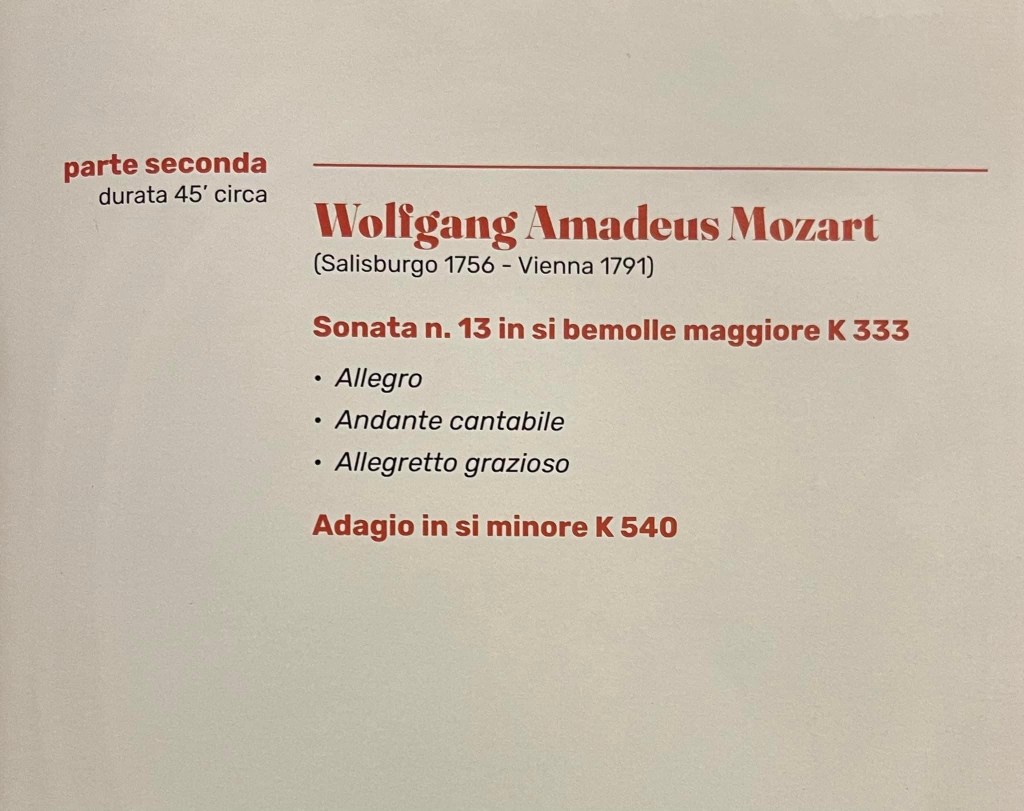 parte seconda
durata 45’ circa
Wolfgang Amadeus Mozart
(Salisburgo 1756 - Vienna 1791)
Sonata n. 13 in si bemolle maggiore K 333
• Allegro
• Andante cantabile
• Allegretto grazioso
Adagio in si minore K 540